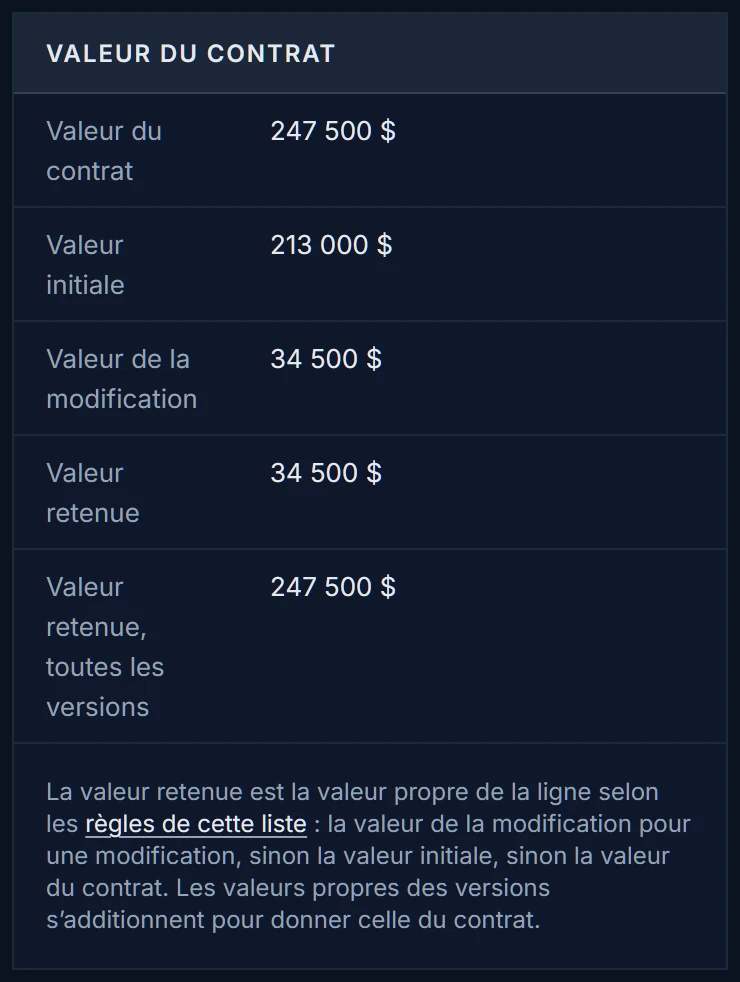 VALEUR DU CONTRAT
Valeur du
contrat
247 500 $
Valeur
initiale
213 000 $
Valeur de la
modification
34 500 $
Valeur
retenue
34 500 $
Valeur
retenue,
toutes les
versions
247 500 $
La valeur retenue est la valeur propre de la ligne selon
les règles de cette liste : la valeur de la modification pour
une modification, sinon la valeur initiale, sinon la valeur
du contrat. Les valeurs propres des versions
s’additionnent pour donner celle du contrat.